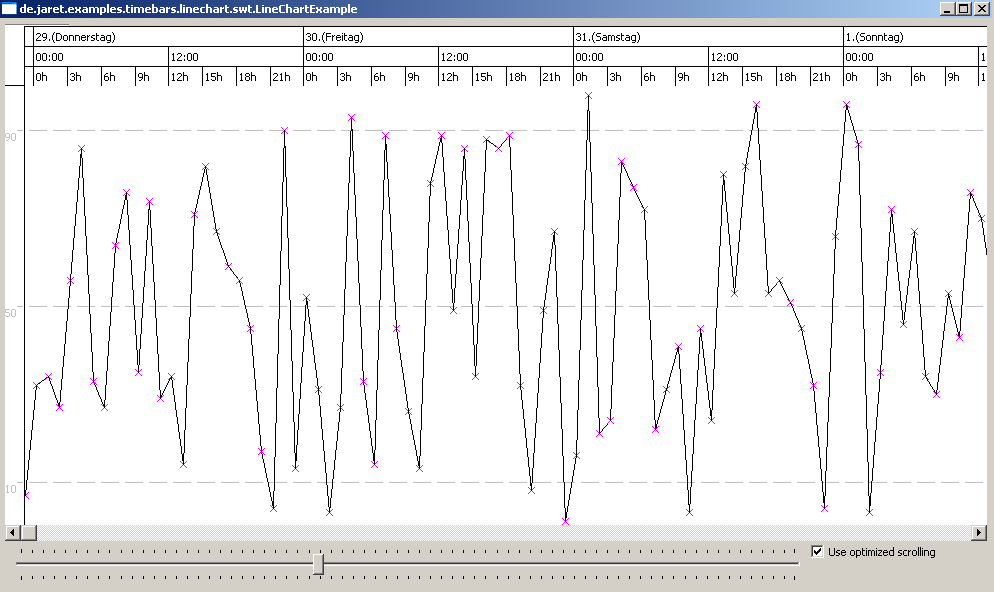 de.jaret.examples.timebars.linechart.swt.LineChartExample
29.(Donnerstag) 30.(Freitag) 31.(Samstag) 1.(Sonntag)
00:00 12:00 00:00 12:00 00:00 12:00 00:00 1
0h 3h 6h 9h 12h 15h 18h 21h 0h 3h 6h 9h 12h 15h 18h 21h 0h 3h 6h 9h 12h 15h 18h 21h 0h 3h 6h 9h 1
90
50
10
Use optimized scrolling